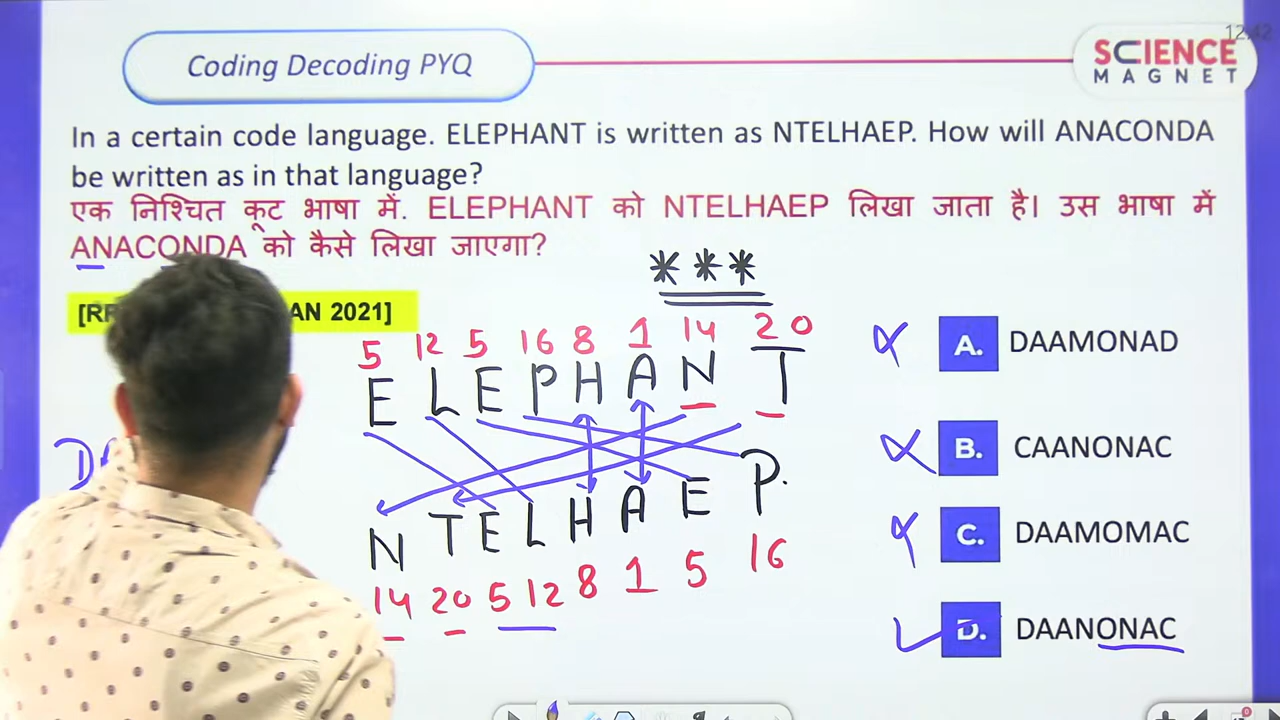 12:42
Coding Decoding PYQ
SCIENCE
MAGNET
In a certain code language. ELEPHANT is written as NTELHAEP. How will ANACONDA
be written as in that language?
एक निश्चित कूट भाषा में. ELEPHANT को NTELHAEP लिखा जाता है। उस भाषा में
ANACONDA को कैसे लिखा जाएगा?
***
AN 2021]
5 12 5 16 8 1 14 20
E L E P H A N T
N T E L H A E P.
14 20 5 12 8 1 5 16
D
A. DAAMONAD
B. CAANONAC
C. DAAMOMAC
D. DAANONAC